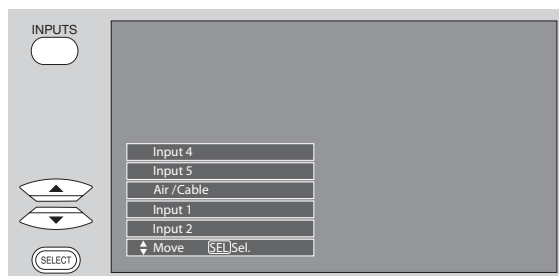 INPUTS
Input 4
Input 5
Air /Cable
Input 1
Input 2
Move SEL Sel.
SELECT